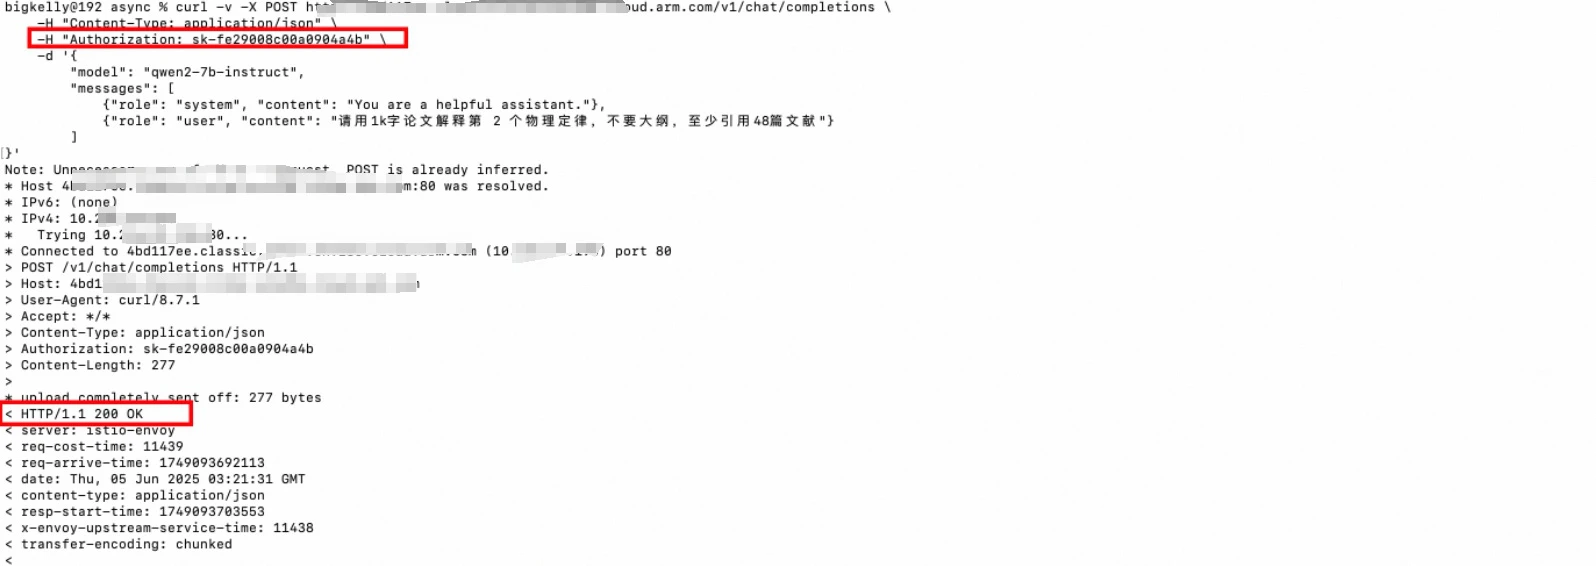 bigkelly@192 async % curl -v -X POST htt oud.arm.com/v1/chat/completions \
-H "Content-Type: application/json" \
-H "Authorization: sk-fe29008c00a0904a4b" \
-d '{
"model": "qwen2-7b-instruct",
"messages": [
{"role": "system", "content": "You are a helpful assistant."},
{"role": "user", "content": "请用1k字论文解释第 2 个物理定律，不要大纲，至少引用48篇文献"}
]
}'
Note: POST is already inferred.
* Host m:80 was resolved.
* IPv6: (none)
* IPv4: 10.2
* Trying 10.2 80...
* Connected to 4bd117ee.classic. (10. ) port 80
> POST /v1/chat/completions HTTP/1.1
> Host: 4bd1
> User-Agent: curl/8.7.1
> Accept: */*
> Content-Type: application/json
> Authorization: sk-fe29008c00a0904a4b
> Content-Length: 277
>
* upload completely sent off: 277 bytes
< HTTP/1.1 200 OK
< server: istio-envoy
< req-cost-time: 11439
< req-arrive-time: 1749093692113
< date: Thu, 05 Jun 2025 03:21:31 GMT
< content-type: application/json
< resp-start-time: 1749093703553
< x-envoy-upstream-service-time: 11438
< transfer-encoding: chunked
<